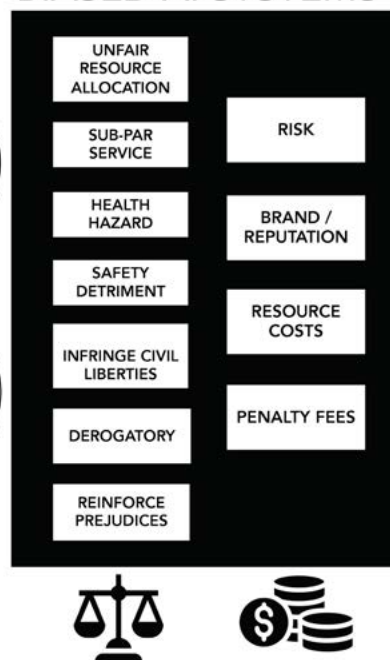 UNFAIR
RESOURCE
ALLOCATION
SUB-PAR
SERVICE
HEALTH
HAZARD
SAFETY
DETRIMENT
INFRINGE CIVIL
LIBERTIES
DEROGATORY
REINFORCE
PREJUDICES
RISK
BRAND /
REPUTATION
RESOURCE
COSTS
PENALTY FEES
$